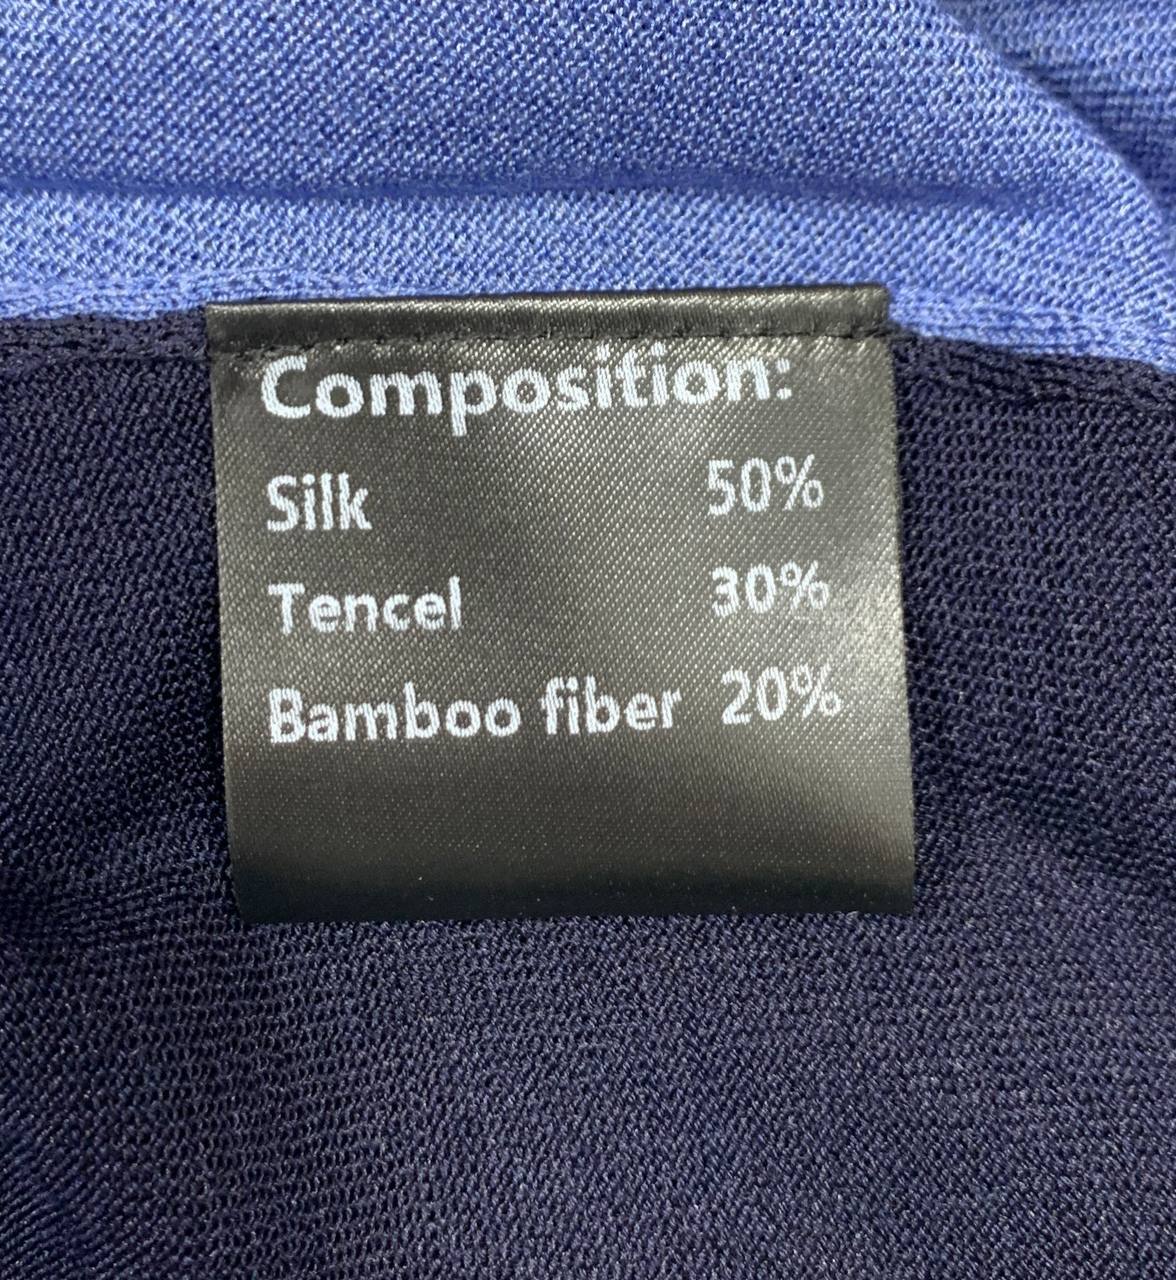 Composition:
Silk 50%
Tencel 30%
Bamboo fiber 20%